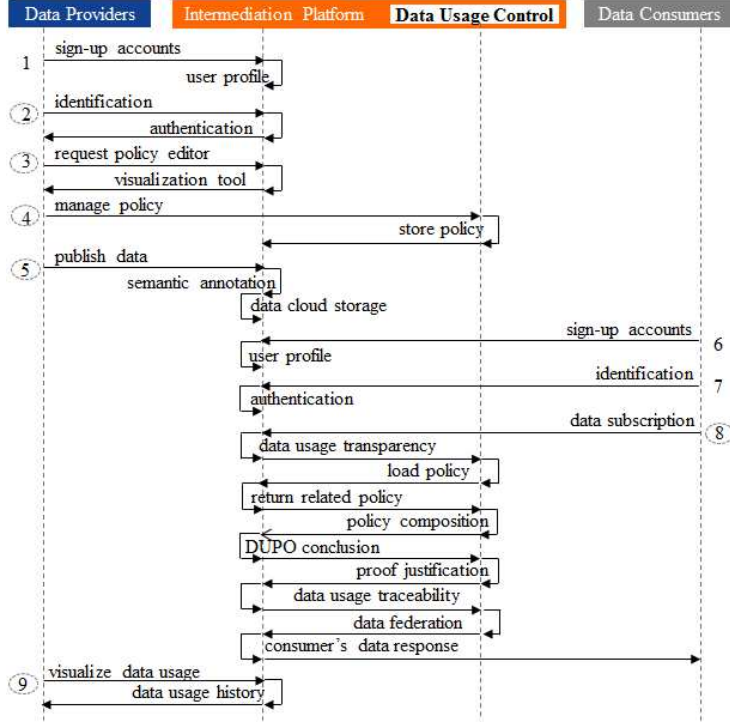 Data Providers
Intermediation Platform
Data Usage Control
Data Consumers
1
sign-up accounts
user profile
2
identification
authentication
3
request policy editor
visualization tool
4
manage policy
store policy
5
publish data
semantic annotation
data cloud storage
sign-up accounts
6
user profile
identification
7
authentication
data subscription
8
data usage transparency
load policy
return related policy
policy composition
DUPO conclusion
proof justification
data usage traceability
data federation
consumer's data response
9
visualize data usage
data usage history